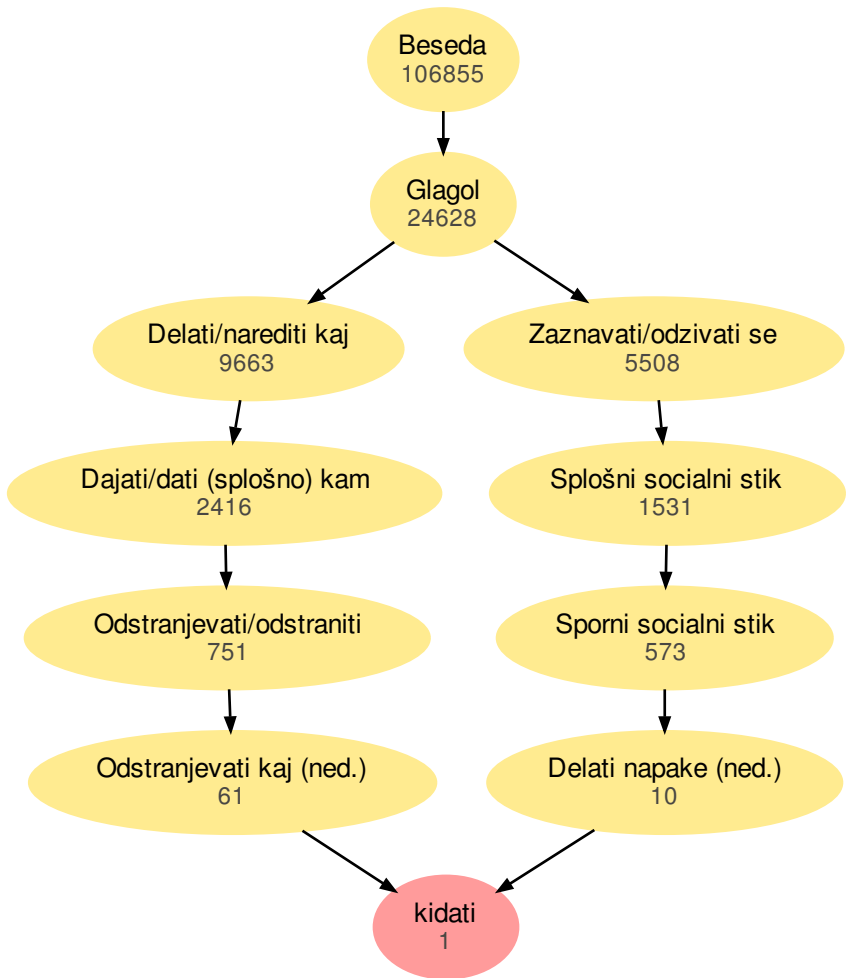 Beseda
106855
Glagol
24628
Delati/narediti kaj
9663
Zaznavati/odzivati se
5508
Dajati/dati (splošno) kam
2416
Splošni socialni stik
1531
Odstranjevati/odstraniti
751
Sporni socialni stik
573
Odstranjevati kaj (ned.)
61
Delati napake (ned.)
10
kidati
1